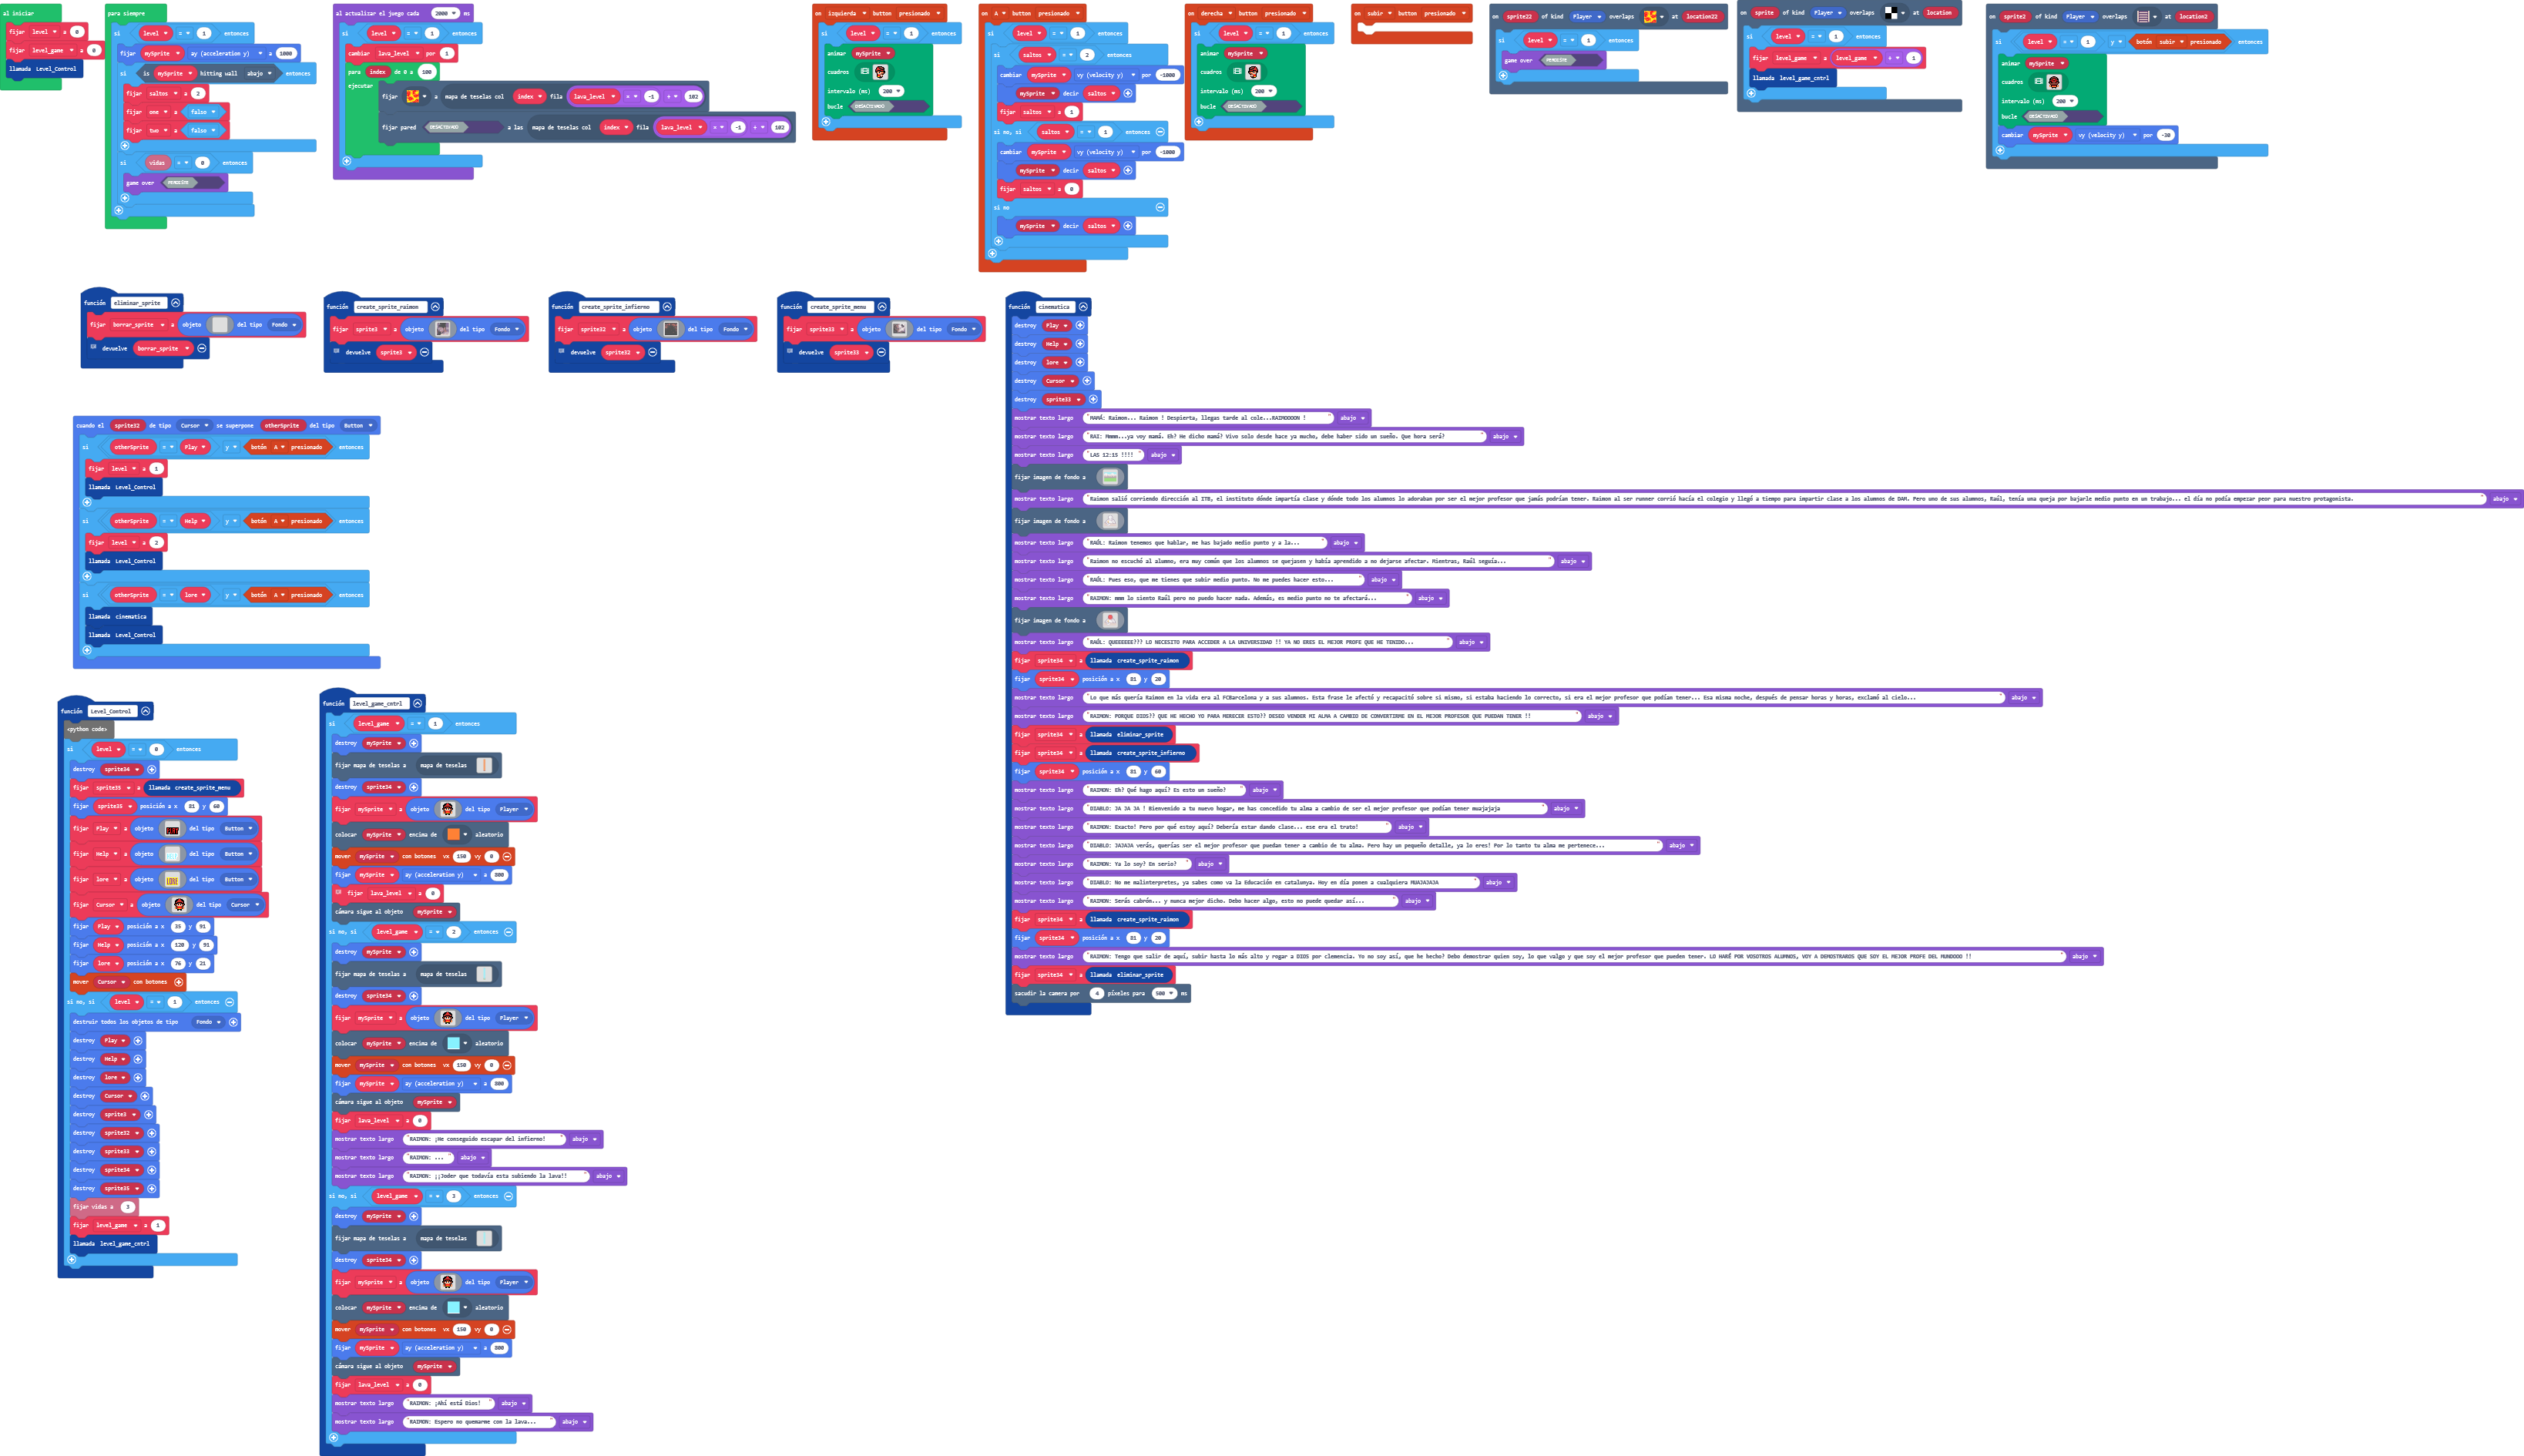 al iniciar
fijar level a 0
fijar level_game a 0
llamada Level_Control
para siempre
si level = 1 entonces
fijar mySprite ay (acceleration y) a 1000
si is mySprite hitting wall abajo entonces
fijar saltos a 2
fijar one a falso
fijar two a falso
si vidas = 0 entonces
game over PERDISTE
al actualizar el juego cada 2000 ms
si level = 1 entonces
cambiar lava_level por 1
para index de 0 a 100
ejecutar
fijar a mapa de teselas col index fila lava_level × -1 + 102
fijar pared DESACTIVADO a las mapa de teselas col index fila lava_level × -1 + 102
on izquierda button presionado
si level = 1 entonces
animar mySprite
cuadros
intervalo (ms) 200
bucle DESACTIVADO
on A button presionado
si level = 1 entonces
si saltos = 2 entonces
cambiar mySprite vy (velocity y) por -1000
mySprite decir saltos
fijar saltos a 1
si no, si saltos = 1 entonces
cambiar mySprite vy (velocity y) por -1000
mySprite decir saltos
fijar saltos a 0
si no
mySprite decir saltos
on derecha button presionado
si level = 1 entonces
animar mySprite
cuadros
intervalo (ms) 200
bucle DESACTIVADO
on subir button presionado
on sprite22 of kind Player overlaps at location22
si level = 1 entonces
game over PERDISTE
on sprite of kind Player overlaps at location
si level = 1 entonces
fijar level_game a level_game + 1
llamada level_game_cntrl
on sprite2 of kind Player overlaps at location2
si level = 1 y botón subir presionado entonces
animar mySprite
cuadros
intervalo (ms) 200
bucle DESACTIVADO
cambiar mySprite vy (velocity y) por -30
función eliminar_sprite
fijar borrar_sprite a objeto del tipo Fondo
devuelve borrar_sprite
función create_sprite_raimon
fijar sprite3 a objeto del tipo Fondo
devuelve sprite3
función create_sprite_infierno
fijar sprite32 a objeto del tipo Fondo
devuelve sprite32
función create_sprite_menu
fijar sprite33 a objeto del tipo Fondo
devuelve sprite33
función cinematica
destroy Play
destroy Help
destroy lore
destroy Cursor
destroy sprite33
mostrar texto largo "MAMÁ: Raimon... Raimon ! Despierta, llegas tarde al cole...RAIMOOOON !" abajo
mostrar texto largo "RAI: Mmmm...ya voy mamá. Eh? He dicho mamá? Vivo solo desde hace ya mucho, debe haber sido un sueño. Que hora será?" abajo
mostrar texto largo "LAS 12:15 !!!!" abajo
fijar imagen de fondo a
mostrar texto largo "Raimon salió corriendo dirección al ITB, el instituto dónde impartía clase y dónde todo los alumnos lo adoraban por ser el mejor profesor que jamás podrían tener. Raimon al ser runner corrió hacía el colegio y llegó a tiempo para impartir clase a los alumnos de DAM. Pero uno de sus alumnos, Raúl, tenía una queja por bajarle medio punto en un trabajo... el día no podía empezar peor para nuestro protagonista." abajo
fijar imagen de fondo a
mostrar texto largo "RAÚL: Raimon tenemos que hablar, me has bajado medio punto y a la..." abajo
mostrar texto largo "Raimon no escuchó al alumno, era muy común que los alumnos se quejasen y había aprendido a no dejarse afectar. Mientras, Raúl seguía..." abajo
mostrar texto largo "RAÚL: Pues eso, que me tienes que subir medio punto. No me puedes hacer esto..." abajo
mostrar texto largo "RAIMON: mmm lo siento Raúl pero no puedo hacer nada. Además, es medio punto no te afectará..." abajo
fijar imagen de fondo a
mostrar texto largo "RAÚL: QUEEEEEE??? LO NECESITO PARA ACCEDER A LA UNIVERSIDAD !! YA NO ERES EL MEJOR PROFE QUE HE TENIDO..." abajo
fijar sprite34 a llamada create_sprite_raimon
fijar sprite34 posición a x 81 y 20
mostrar texto largo "Lo que más quería Raimon en la vida era al FCBarcelona y a sus alumnos. Esta frase le afectó y recapacitó sobre si mismo, si estaba haciendo lo correcto, si era el mejor profesor que podían tener... Esa misma noche, después de pensar horas y horas, exclamó al cielo..." abajo
mostrar texto largo "RAIMON: PORQUE DIOS?? QUE HE HECHO YO PARA MERECER ESTO?? DESEO VENDER MI ALMA A CAMBIO DE CONVERTIRME EN EL MEJOR PROFESOR QUE PUEDAN TENER !!" abajo
fijar sprite34 a llamada eliminar_sprite
fijar sprite34 a llamada create_sprite_infierno
fijar sprite34 posición a x 81 y 60
mostrar texto largo "RAIMON: Eh? Qué hago aquí? Es esto un sueño?" abajo
mostrar texto largo "DIABLO: JA JA JA ! Bienvenido a tu nuevo hogar, me has concedido tu alma a cambio de ser el mejor profesor que podían tener muajajaja" abajo
mostrar texto largo "RAIMON: Exacto! Pero por qué estoy aquí? Debería estar dando clase... ese era el trato!" abajo
mostrar texto largo "DIABLO: JAJAJA verás, querías ser el mejor profesor que puedan tener a cambio de tu alma. Pero hay un pequeño detalle, ya lo eres! Por lo tanto tu alma me pertenece..." abajo
mostrar texto largo "RAIMON: Ya lo soy? En serio?" abajo
mostrar texto largo "DIABLO: No me malinterpretes, ya sabes como va la Educación en catalunya. Hoy en día ponen a cualquiera MUAJAJAJA" abajo
mostrar texto largo "RAIMON: Serás cabrón... y nunca mejor dicho. Debo hacer algo, esto no puede quedar así..." abajo
fijar sprite34 a llamada create_sprite_raimon
fijar sprite34 posición a x 81 y 20
mostrar texto largo "RAIMON: Tengo que salir de aquí, subir hasta lo más alto y rogar a DIOS por clemencia. Yo no soy así, que he hecho? Debo demostrar quien soy, lo que valgo y que soy el mejor profesor que pueden tener. LO HARÉ POR VOSOTROS ALUMNOS, VOY A DEMOSTRAROS QUE SOY EL MEJOR PROFE DEL MUNDOOO !!" abajo
fijar sprite34 a llamada eliminar_sprite
sacudir la camera por 4 píxeles para 500 ms
cuando el sprite32 de tipo Cursor se superpone otherSprite del tipo Button
si otherSprite = Play y botón A presionado entonces
fijar level a 1
llamada Level_Control
si otherSprite = Help y botón A presionado entonces
fijar level a 2
llamada Level_Control
si otherSprite = lore y botón A presionado entonces
llamada cinematica
llamada Level_Control
función Level_Control
<python code>
si level = 0 entonces
destroy sprite34
fijar sprite35 a llamada create_sprite_menu
fijar sprite35 posición a x 81 y 60
fijar Play a objeto PLAY del tipo Button
fijar Help a objeto del tipo Button
fijar lore a objeto LORE del tipo Button
fijar Cursor a objeto del tipo Cursor
fijar Play posición a x 35 y 91
fijar Help posición a x 120 y 91
fijar lore posición a x 76 y 21
mover Cursor con botones
si no, si level = 1 entonces
destruir todos los objetos de tipo Fondo
destroy Play
destroy Help
destroy lore
destroy Cursor
destroy sprite3
destroy sprite32
destroy sprite33
destroy sprite34
destroy sprite35
fijar vidas a 3
fijar level_game a 1
llamada level_game_cntrl
función level_game_cntrl
si level_game = 1 entonces
destroy mySprite
fijar mapa de teselas a mapa de teselas
destroy sprite34
fijar mySprite a objeto del tipo Player
colocar mySprite encima de aleatorio
mover mySprite con botones vx 150 vy 0
fijar mySprite ay (acceleration y) a 800
fijar lava_level a 0
cámara sigue al objeto mySprite
si no, si level_game = 2 entonces
destroy mySprite
fijar mapa de teselas a mapa de teselas
destroy sprite34
fijar mySprite a objeto del tipo Player
colocar mySprite encima de aleatorio
mover mySprite con botones vx 150 vy 0
fijar mySprite ay (acceleration y) a 800
cámara sigue al objeto mySprite
fijar lava_level a 0
mostrar texto largo "RAIMON: ¡He conseguido escapar del infierno!" abajo
mostrar texto largo "RAIMON: ..." abajo
mostrar texto largo "RAIMON: ¡¡Joder que todavía esta subiendo la lava!!" abajo
si no, si level_game = 3 entonces
destroy mySprite
fijar mapa de teselas a mapa de teselas
destroy sprite34
fijar mySprite a objeto del tipo Player
colocar mySprite encima de aleatorio
mover mySprite con botones vx 150 vy 0
fijar mySprite ay (acceleration y) a 800
cámara sigue al objeto mySprite
fijar lava_level a 0
mostrar texto largo "RAIMON: ¡Ahí está Dios!" abajo
mostrar texto largo "RAIMON: Espero no quemarme con la lava..." abajo